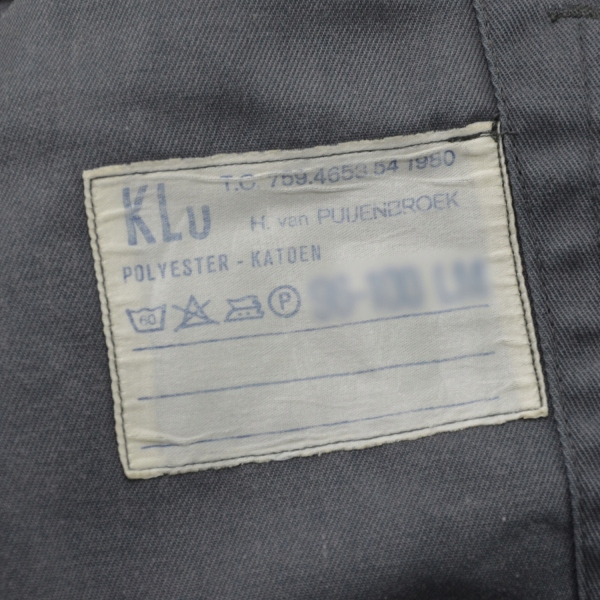 KLu T.O. 759.4653 54 1980
H. van PUIJENBROEK
POLYESTER - KATOEN
60 P